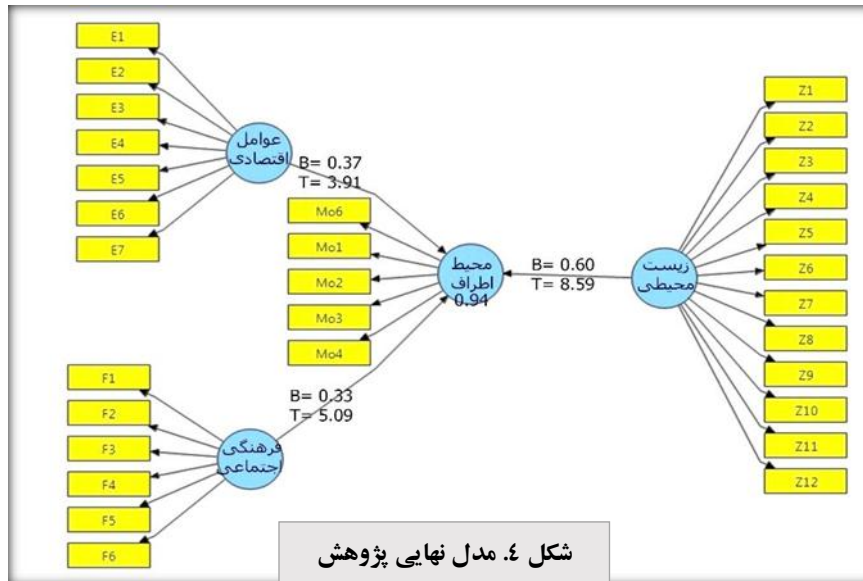 E1
E2
E3
E4
E5
E6
E7
عوامل
اقتصادی
B= 0.37
T= 3.91
Mo6
Mo1
Mo2
Mo3
Mo4
محیط
اطراف
0.94
B= 0.60
T= 8.59
زیست
محیطی
Z1
Z2
Z3
Z4
Z5
Z6
Z7
Z8
Z9
Z10
Z11
Z12
B= 0.33
T= 5.09
F1
F2
F3
F4
F5
F6
فرهنگی
اجتماعی
شکل ٤. مدل نهایی پژوهش